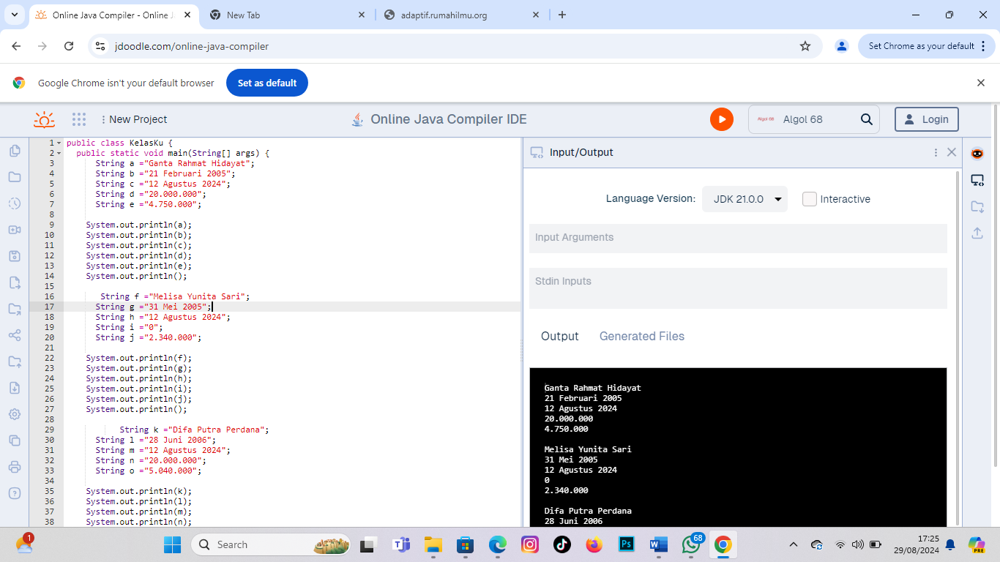 Online Java Compiler - Online J
New Tab
adaptif.rumahilmu.org
jdoodle.com/online-java-compiler
Set Chrome as your default
Google Chrome isn't your default browser
Set as default
New Project
Online Java Compiler IDE
Algol 68
Algol 68
Login
1 public class KelasKu {
2 public static void main(String[] args) {
3 String a ="Ganta Rahmat Hidayat";
4 String b ="21 Februari 2005";
5 String c ="12 Agustus 2024";
6 String d ="20.000.000";
7 String e ="4.750.000";
8
9 System.out.println(a);
10 System.out.println(b);
11 System.out.println(c);
12 System.out.println(d);
13 System.out.println(e);
14 System.out.println();
15
16 String f ="Melisa Yunita Sari";
17 String g ="31 Mei 2005";
18 String h ="12 Agustus 2024";
19 String i ="0";
20 String j ="2.340.000";
21
22 System.out.println(f);
23 System.out.println(g);
24 System.out.println(h);
25 System.out.println(i);
26 System.out.println(j);
27 System.out.println();
28
29 String k ="Difa Putra Perdana";
30 String l ="28 Juni 2006";
31 String m ="12 Agustus 2024";
32 String n ="20.000.000";
33 String o ="5.040.000";
34
35 System.out.println(k);
36 System.out.println(l);
37 System.out.println(m);
38 System.out.println(n);
Input/Output
Language Version: JDK 21.0.0 Interactive
Input Arguments
Stdin Inputs
Output Generated Files
Ganta Rahmat Hidayat
21 Februari 2005
12 Agustus 2024
20.000.000
4.750.000
Melisa Yunita Sari
31 Mei 2005
12 Agustus 2024
0
2.340.000
Difa Putra Perdana
28 Juni 2006
1
Search
Ps
W
68
17:25
29/08/2024
PRE